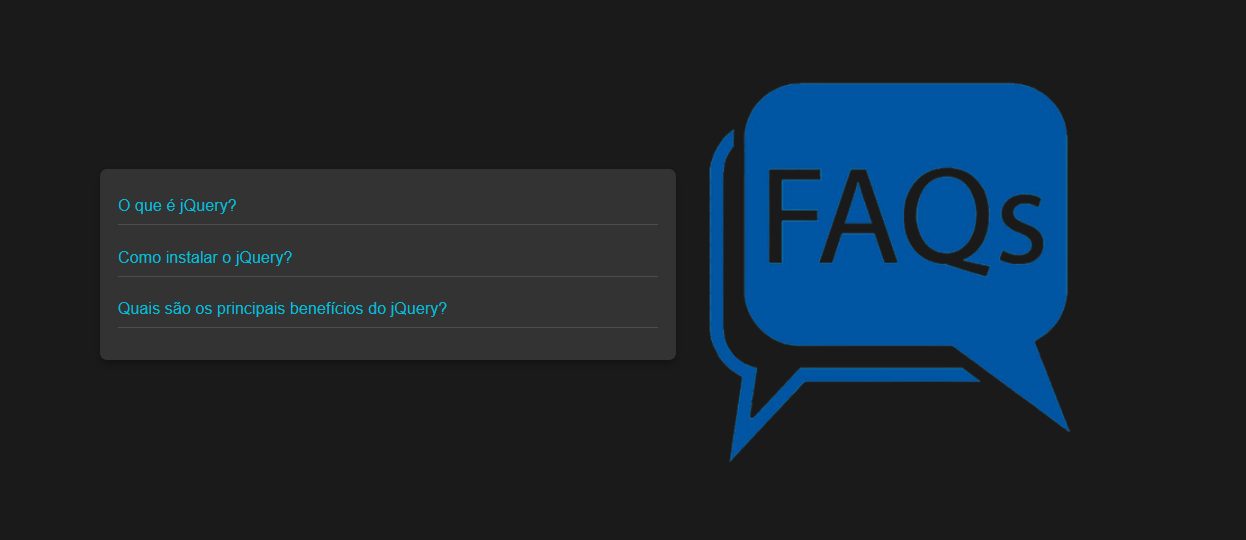 O que é jQuery?
Como instalar o jQuery?
Quais são os principais benefícios do jQuery?
FAQs